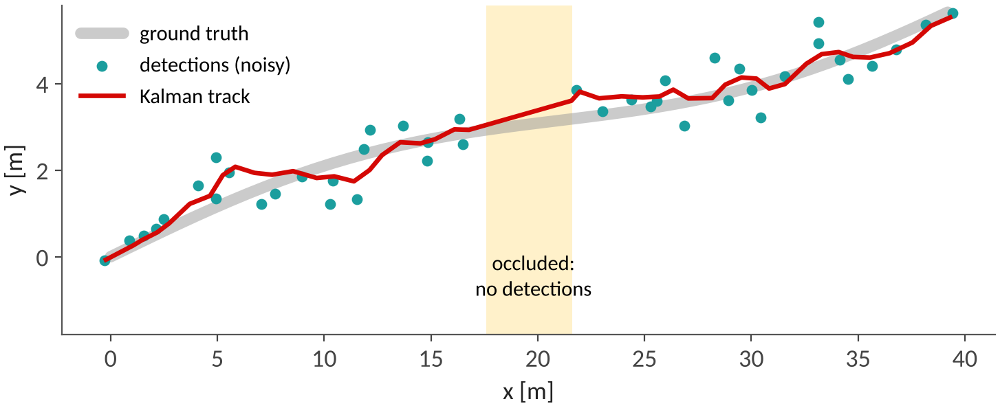 ground truth
detections (noisy)
Kalman track
4
2
0
y [m]
occluded:
no detections
0 5 10 15 20 25 30 35 40
x [m]